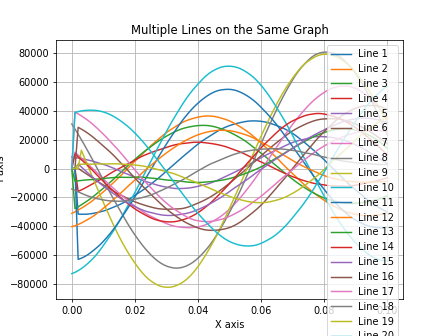 Multiple Lines on the Same Graph
80000
60000
40000
20000
0
−20000
−40000
−60000
−80000
0.00
0.02
0.04
0.06
0.08
X axis
Line 1
Line 2
Line 3
Line 4
Line 5
Line 6
Line 7
Line 8
Line 9
Line 10
Line 11
Line 12
Line 13
Line 14
Line 15
Line 16
Line 17
Line 18
Line 19
Line 20